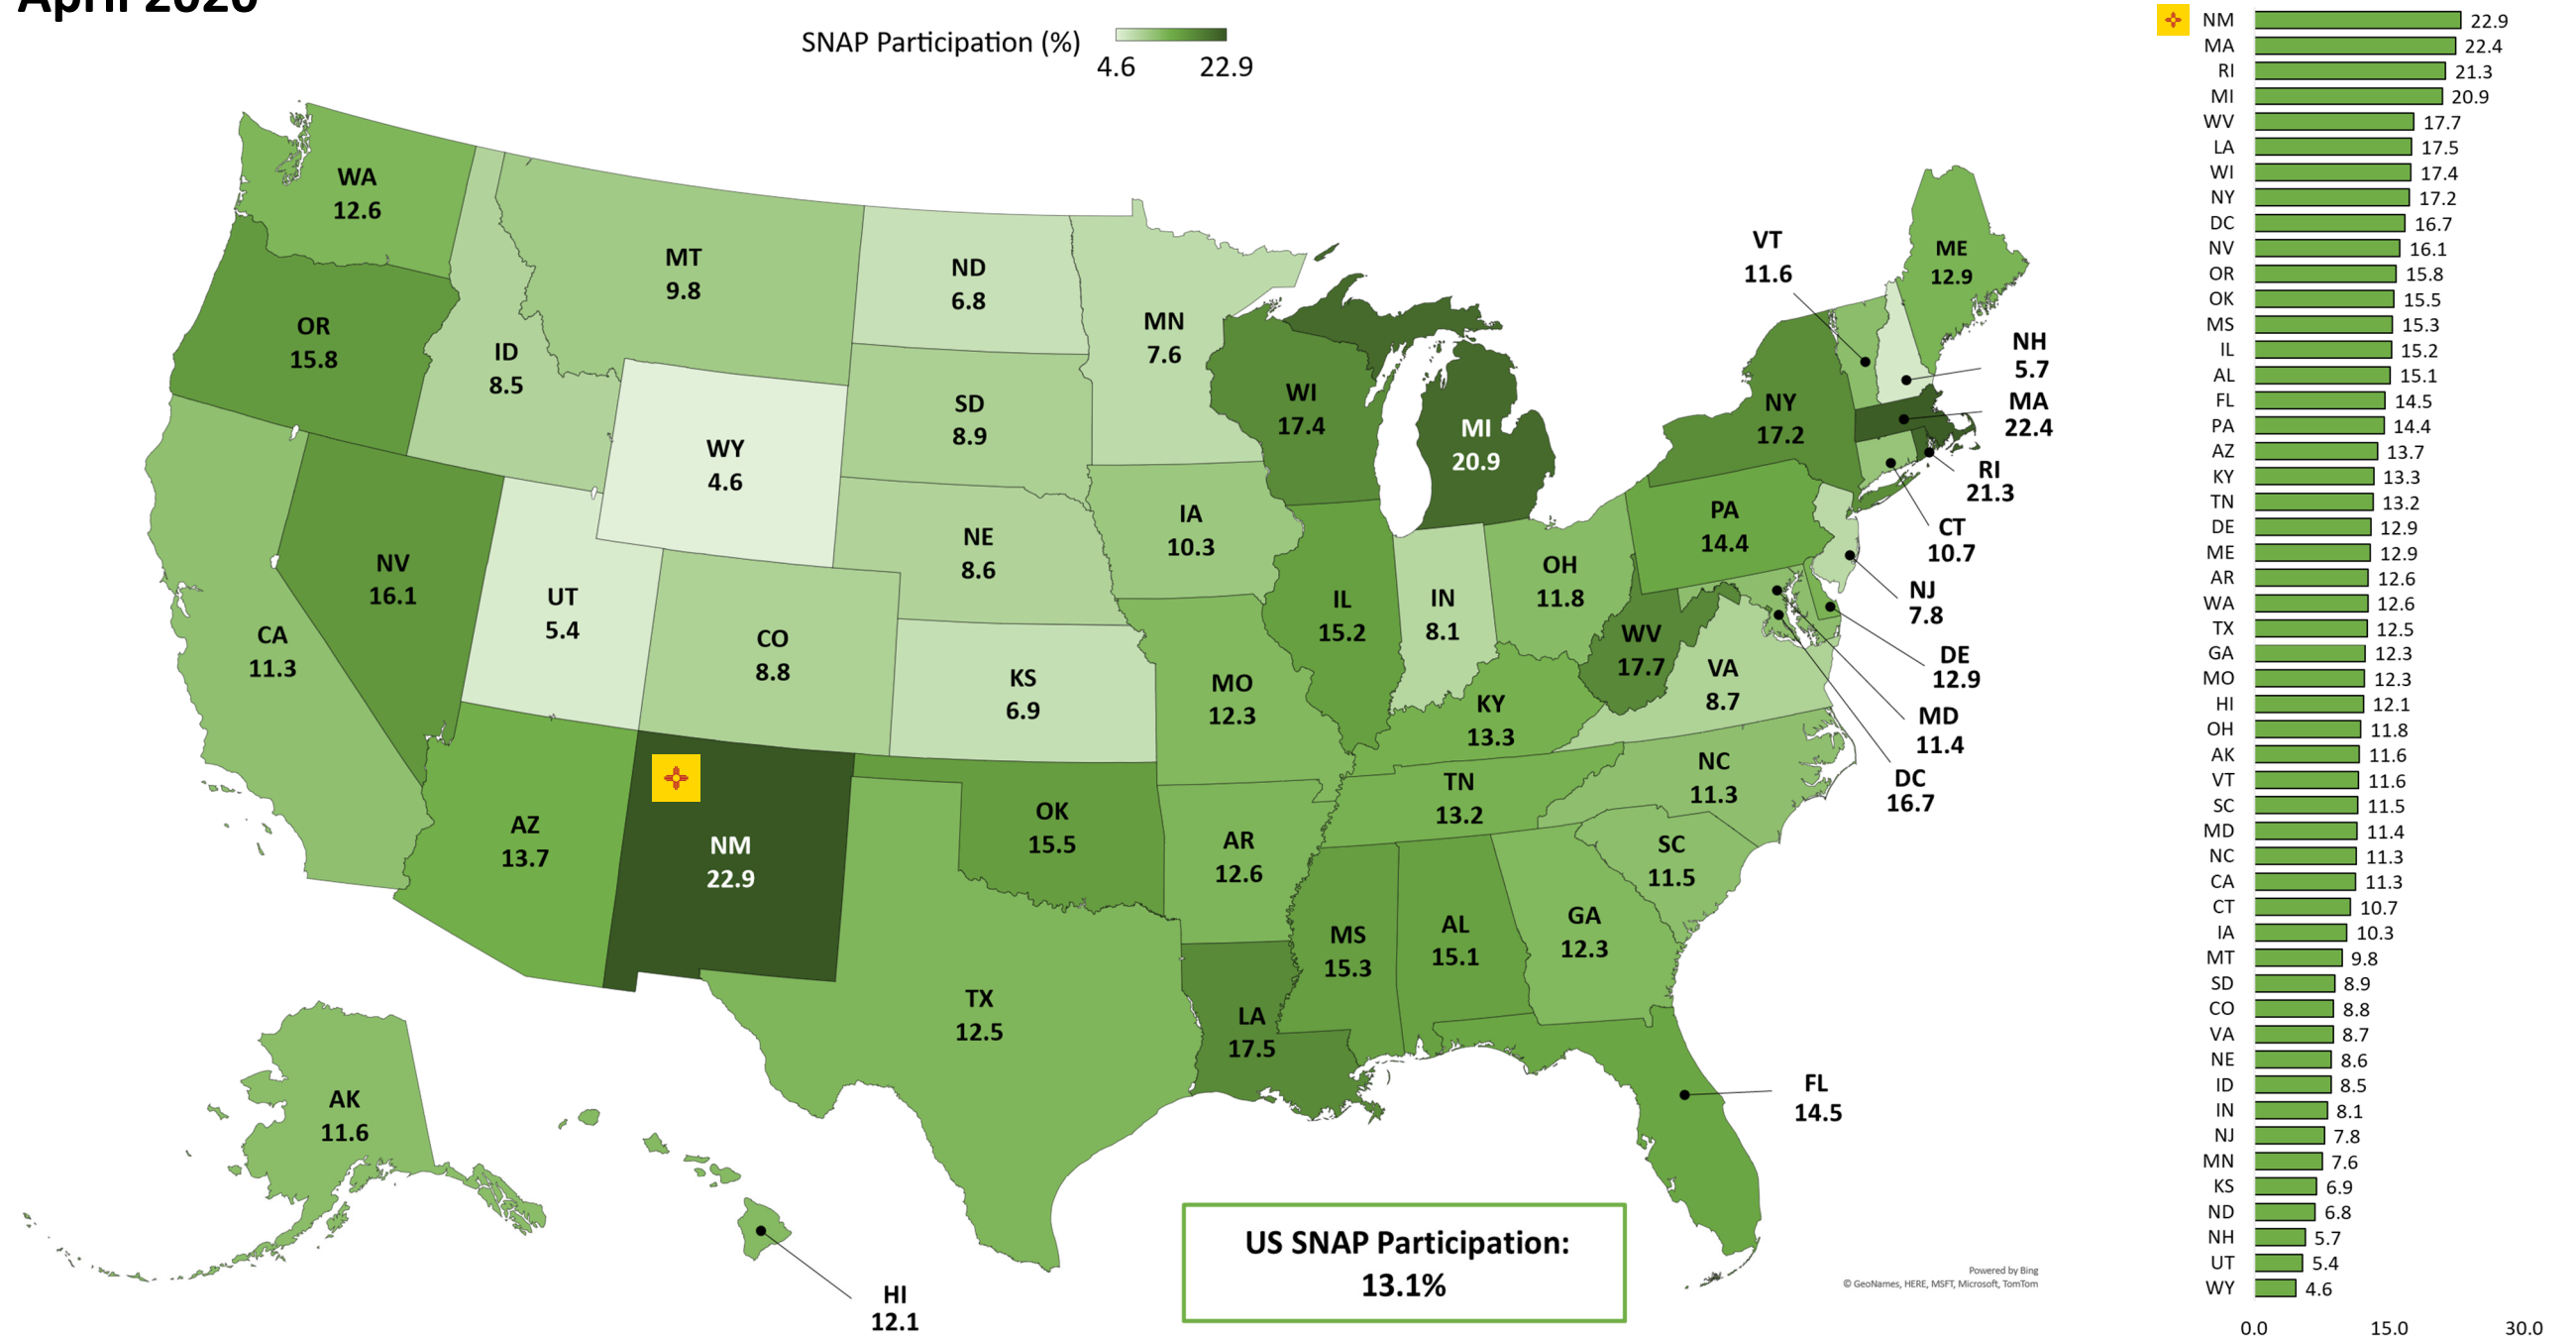 April 2020
SNAP Participation (%)
4.6 22.9
WA
12.6
OR
15.8
CA
11.3
NV
16.1
ID
8.5
MT
9.8
WY
4.6
UT
5.4
AZ
13.7
CO
8.8
NM
22.9
ND
6.8
SD
8.9
NE
8.6
KS
6.9
OK
15.5
TX
12.5
MN
7.6
IA
10.3
MO
12.3
AR
12.6
LA
17.5
WI
17.4
IL
15.2
MI
20.9
IN
8.1
OH
11.8
KY
13.3
TN
13.2
MS
15.3
AL
15.1
GA
12.3
FL
14.5
SC
11.5
NC
11.3
VA
8.7
WV
17.7
PA
14.4
NY
17.2
VT
11.6
ME
12.9
NH
5.7
MA
22.4
RI
21.3
CT
10.7
NJ
7.8
DE
12.9
MD
11.4
DC
16.7
AK
11.6
HI
12.1
US SNAP Participation:
13.1%
Powered by Bing
© GeoNames, HERE, MSFT, Microsoft, TomTom
NM 22.9
MA 22.4
RI 21.3
MI 20.9
WV 17.7
LA 17.5
WI 17.4
NY 17.2
DC 16.7
NV 16.1
OR 15.8
OK 15.5
MS 15.3
IL 15.2
AL 15.1
FL 14.5
PA 14.4
AZ 13.7
KY 13.3
TN 13.2
DE 12.9
ME 12.9
AR 12.6
WA 12.6
TX 12.5
GA 12.3
MO 12.3
HI 12.1
OH 11.8
AK 11.6
VT 11.6
SC 11.5
MD 11.4
NC 11.3
CA 11.3
CT 10.7
IA 10.3
MT 9.8
SD 8.9
CO 8.8
VA 8.7
NE 8.6
ID 8.5
IN 8.1
NJ 7.8
MN 7.6
KS 6.9
ND 6.8
NH 5.7
UT 5.4
WY 4.6
0.0 15.0 30.0